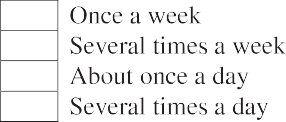 Once a week
Several times a week
About once a day
Several times a day